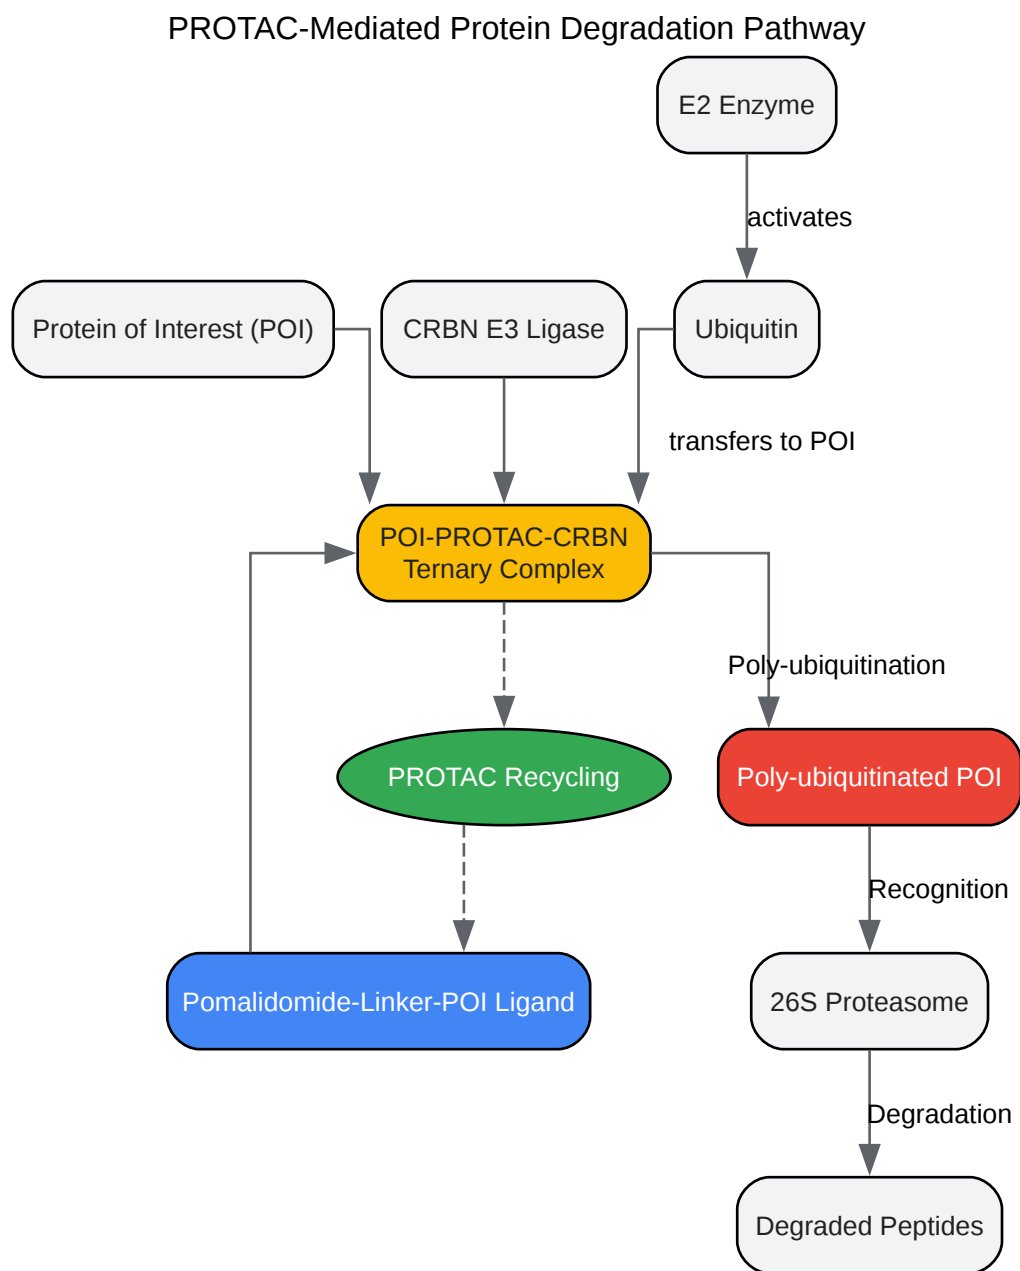 PROTAC-Mediated Protein Degradation Pathway
E2 Enzyme
activates
Protein of Interest (POI)
CRBN E3 Ligase
Ubiquitin
transfers to POI
POI-PROTAC-CRBN
Ternary Complex
Poly-ubiquitination
PROTAC Recycling
Poly-ubiquitinated POI
Recognition
Pomalidomide-Linker-POI Ligand
26S Proteasome
Degradation
Degraded Peptides